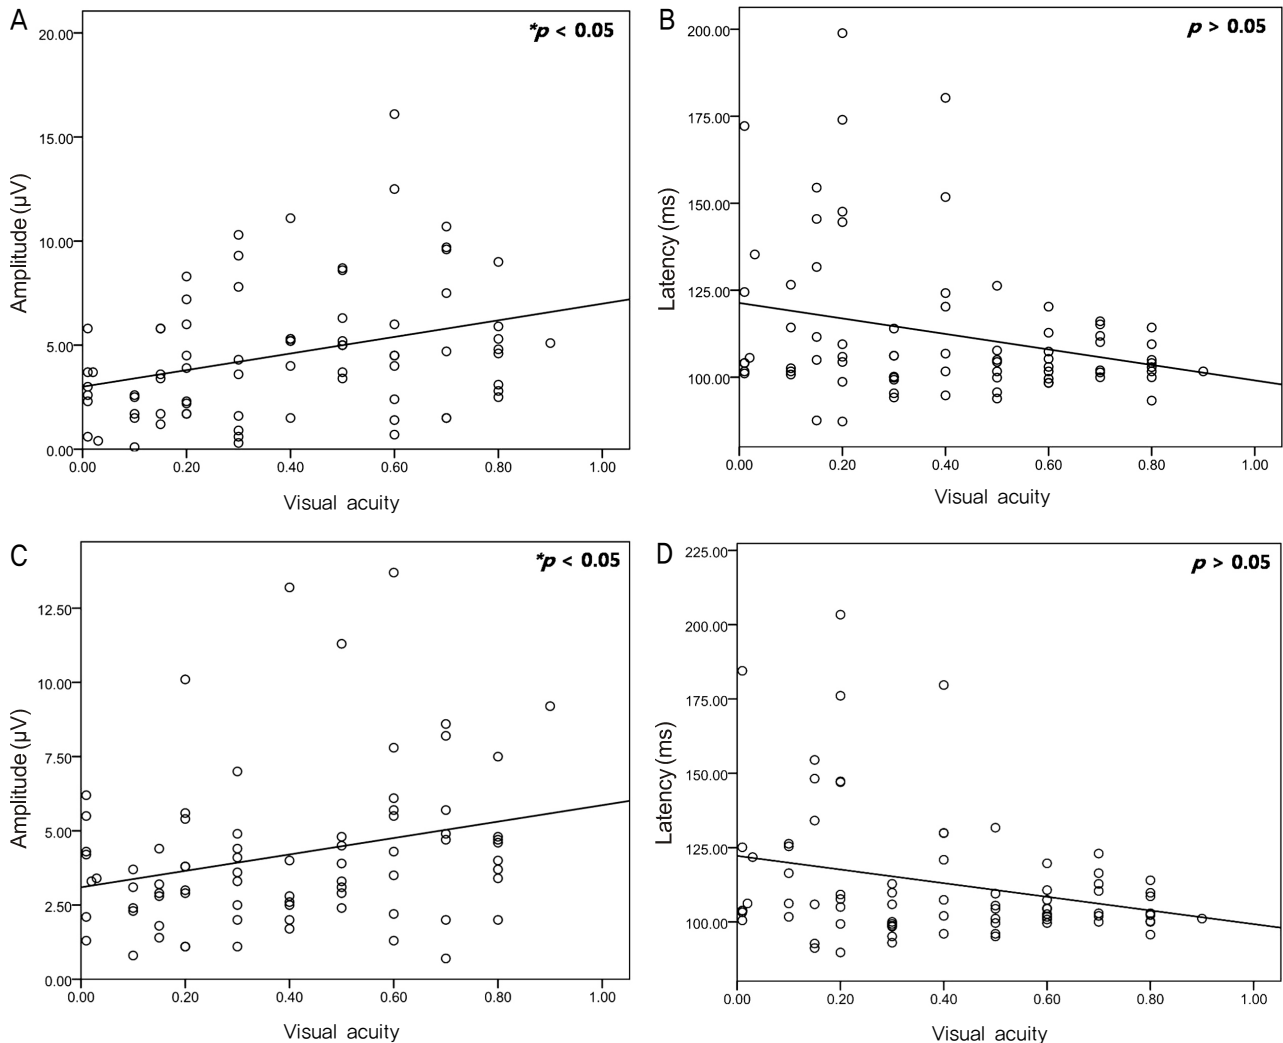 A
*p < 0.05
20.00
15.00
10.00
5.00
0.00
Amplitude (µV)
0.00 0.20 0.40 0.60 0.80 1.00
Visual acuity
B
p > 0.05
200.00
175.00
150.00
125.00
100.00
Latency (ms)
0.00 0.20 0.40 0.60 0.80 1.00
Visual acuity
C
*p < 0.05
12.50
10.00
7.50
5.00
2.50
0.00
Amplitude (µV)
0.00 0.20 0.40 0.60 0.80 1.00
Visual acuity
D
p > 0.05
225.00
200.00
175.00
150.00
125.00
100.00
Latency (ms)
0.00 0.20 0.40 0.60 0.80 1.00
Visual acuity